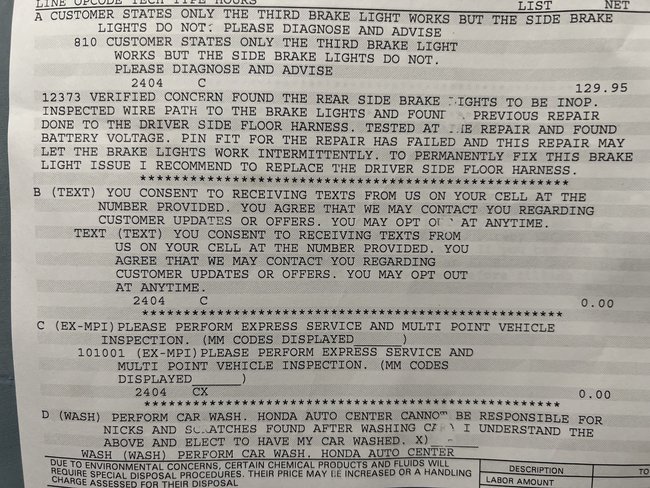 LINE OPCODE TECH TYPE HOURS LIST NET
A CUSTOMER STATES ONLY THE THIRD BRAKE LIGHT WORKS BUT THE SIDE BRAKE
LIGHTS DO NOT. PLEASE DIAGNOSE AND ADVISE
810 CUSTOMER STATES ONLY THE THIRD BRAKE LIGHT
WORKS BUT THE SIDE BRAKE LIGHTS DO NOT.
PLEASE DIAGNOSE AND ADVISE
2404 C 129.95
12373 VERIFIED CONCERN FOUND THE REAR SIDE BRAKE LIGHTS TO BE INOP.
INSPECTED WIRE PATH TO THE BRAKE LIGHTS AND FOUND PREVIOUS REPAIR
DONE TO THE DRIVER SIDE FLOOR HARNESS. TESTED AT THE REPAIR AND FOUND
BATTERY VOLTAGE. PIN FIT FOR THE REPAIR HAS FAILED AND THIS REPAIR MAY
LET THE BRAKE LIGHTS WORK INTERMITTENTLY. TO PERMANENTLY FIX THIS BRAKE
LIGHT ISSUE I RECOMMEND TO REPLACE THE DRIVER SIDE FLOOR HARNESS.
****************************************************
B (TEXT) YOU CONSENT TO RECEIVING TEXTS FROM US ON YOUR CELL AT THE
NUMBER PROVIDED. YOU AGREE THAT WE MAY CONTACT YOU REGARDING
CUSTOMER UPDATES OR OFFERS. YOU MAY OPT OUT AT ANYTIME.
TEXT (TEXT) YOU CONSENT TO RECEIVING TEXTS FROM
US ON YOUR CELL AT THE NUMBER PROVIDED. YOU
AGREE THAT WE MAY CONTACT YOU REGARDING
CUSTOMER UPDATES OR OFFERS. YOU MAY OPT OUT
AT ANYTIME.
2404 C 0.00
****************************************************
C (EX-MPI)PLEASE PERFORM EXPRESS SERVICE AND MULTI POINT VEHICLE
INSPECTION. (MM CODES DISPLAYED______)
101001 (EX-MPI)PLEASE PERFORM EXPRESS SERVICE AND
MULTI POINT VEHICLE INSPECTION. (MM CODES
DISPLAYED______)
2404 CX 0.00
****************************************************
D (WASH) PERFORM CAR WASH. HONDA AUTO CENTER CANNOT BE RESPONSIBLE FOR
NICKS AND SCRATCHES FOUND AFTER WASHING CAR. I UNDERSTAND THE
ABOVE AND ELECT TO HAVE MY CAR WASHED. X)______
WASH (WASH) PERFORM CAR WASH. HONDA AUTO CENTER
DUE TO ENVIRONMENTAL CONCERNS, CERTAIN CHEMICAL PRODUCTS AND FLUIDS WILL
REQUIRE SPECIAL DISPOSAL PROCEDURES. THEIR PRICE MAY BE INCREASED OR A HANDLING
CHARGE ASSESSED FOR THEIR DISPOSAL
DESCRIPTION TO
LABOR AMOUNT